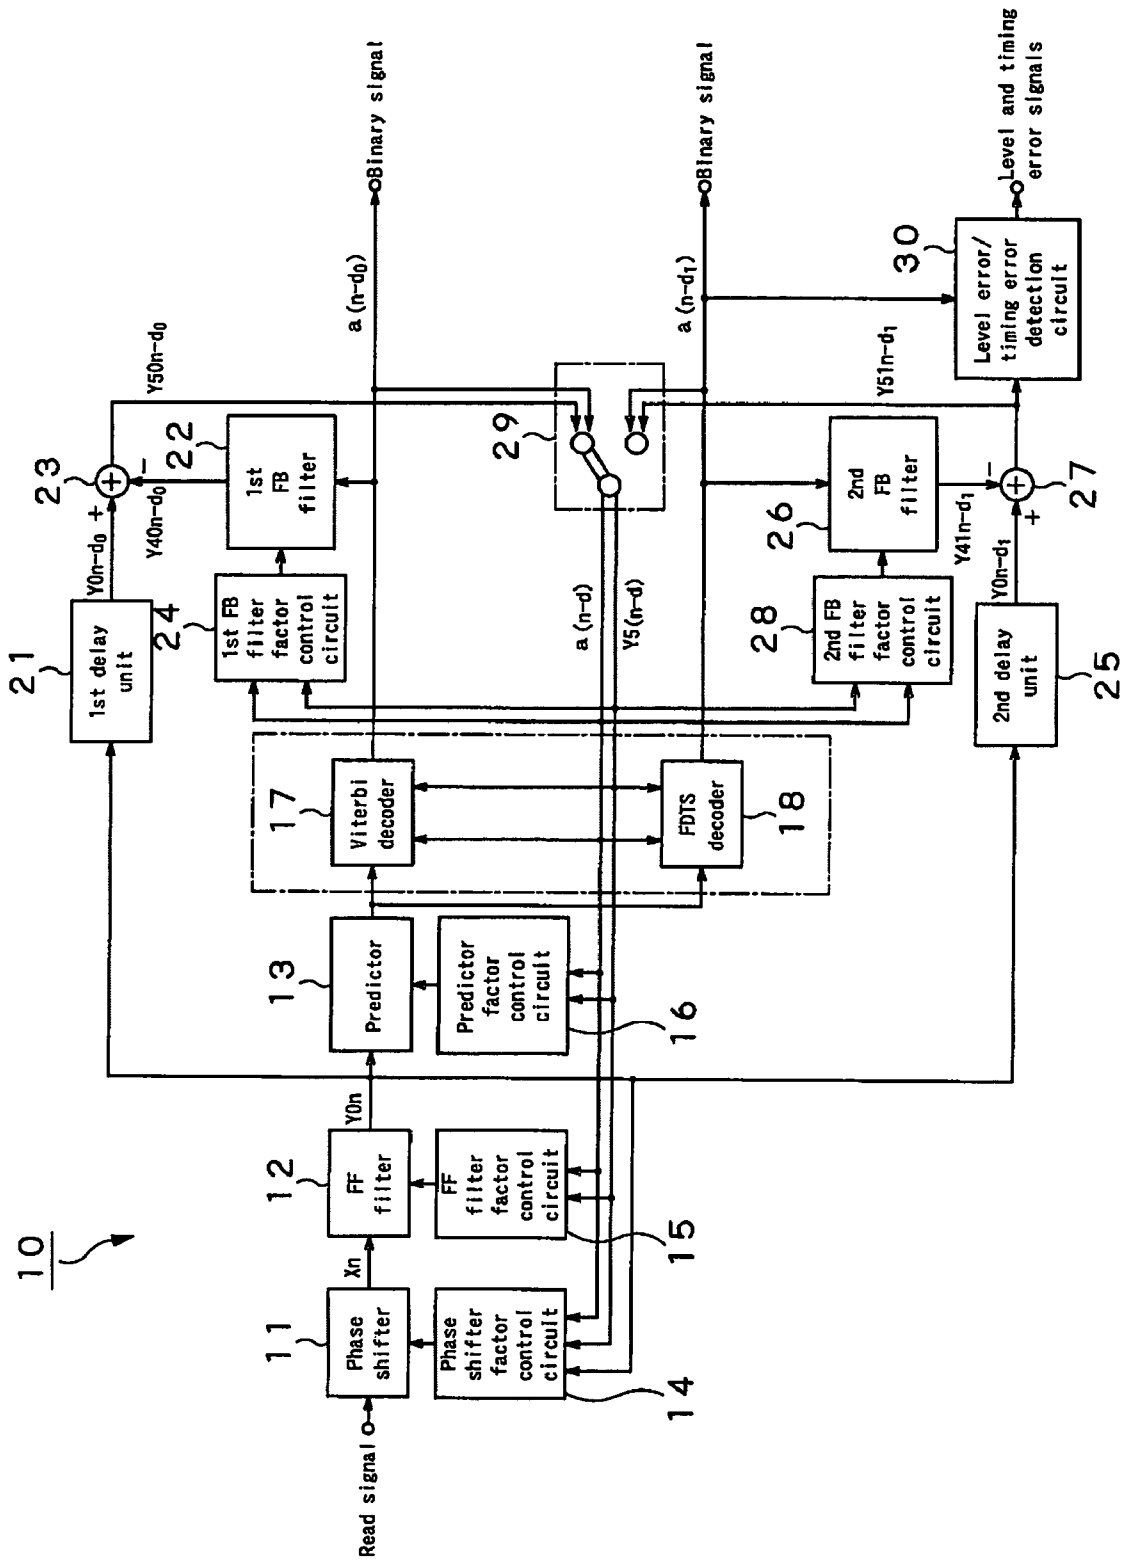 10
Read signal
11
Phase
shifter
Xn
12
FF
filter
Y0n
13
Predictor
14
Phase
shifter
factor
control
circuit
15
FF
filter
factor
control
circuit
16
Predictor
factor
control
circuit
17
Viterbi
decoder
18
FDTS
decoder
21
1st delay
unit
Y0n-d0
+
23
+
−
Y40n-d0
Y50n-d0
22
1st
FB
filter
24
1st FB
filter
factor
control
circuit
a(n-d0)
Binary signal
29
a(n-d)
Y5(n-d)
a(n-d1)
Binary signal
26
2nd
FB
filter
28
2nd FB
filter
factor
control
circuit
25
2nd delay
unit
Y0n-d1
+
Y41n-d1
−
+
27
Y51n-d1
30
Level error/
timing error
detection
circuit
Level and timing
error signals